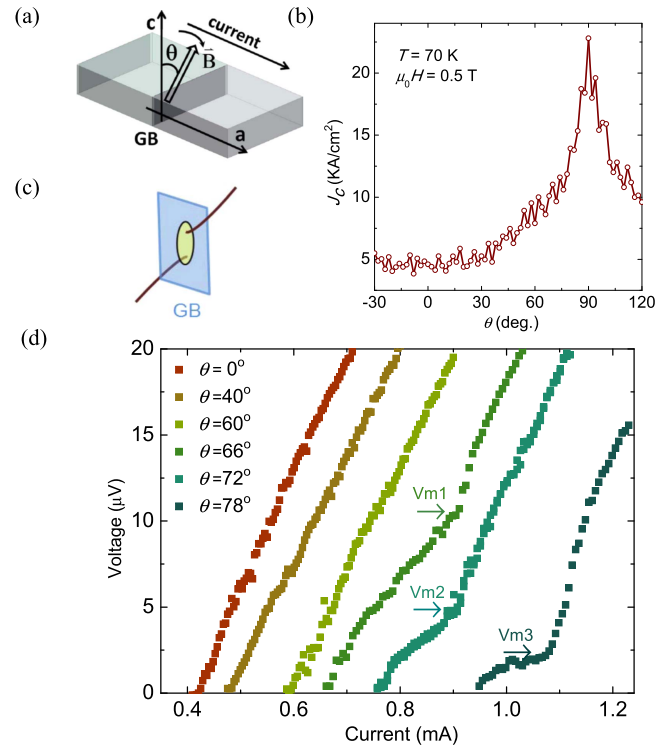 (a)
c
θ
current
B
GB
a
(b)
T = 70 K
μ₀H = 0.5 T
J_C (KA/cm²)
25
20
15
10
5
-30 0 30 60 90 120
θ (deg.)
(c)
GB
(d)
θ = 0°
θ = 40°
θ = 60°
θ = 66°
θ = 72°
θ = 78°
Vm1
Vm2
Vm3
Voltage (μV)
20
15
10
5
0
0.4 0.6 0.8 1.0 1.2
Current (mA)